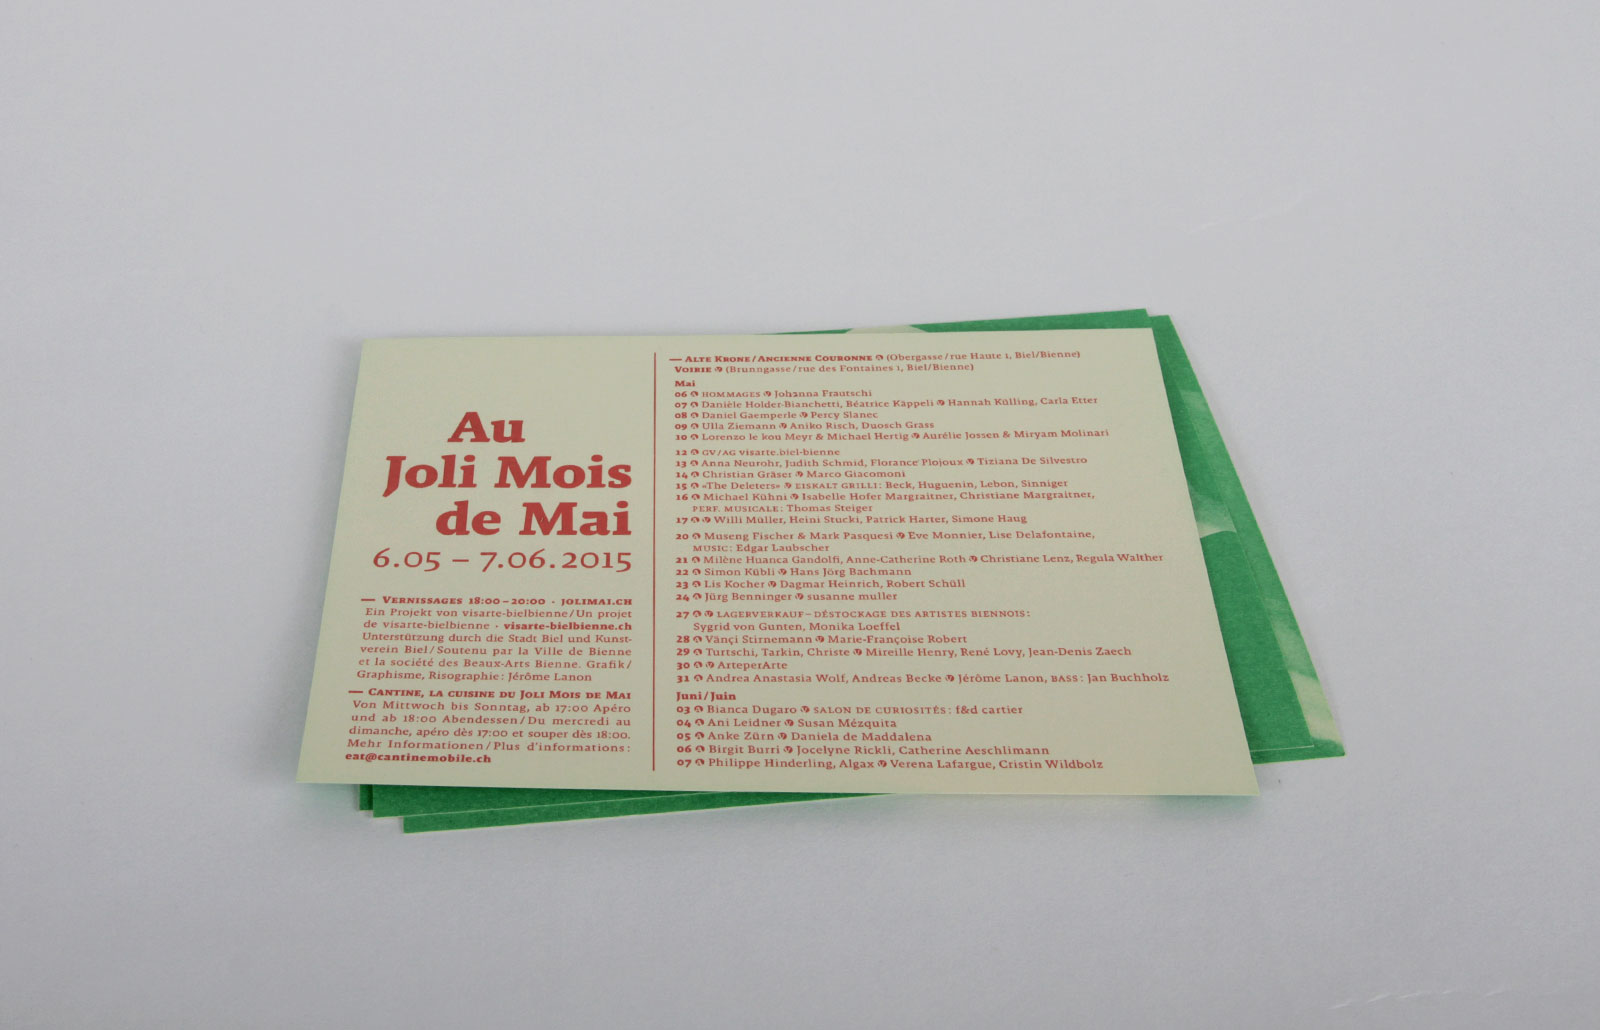 Au
Joli Mois
de Mai
6.05 – 7.06.2015
— Vernissages 18:00–20:00 · jolimai.ch
Ein Projekt von visarte-bielbienne/Un projet
de visarte-bielbienne · visarte-bielbienne.ch
Unterstützung durch die Stadt Biel und Kunst-
verein Biel/Soutenu par la Ville de Bienne
et la société des Beaux-Arts Bienne. Grafik/
Graphisme, Risographie: Jérôme Lanon
— Cantine, la cuisine du Joli Mois de Mai
Von Mittwoch bis Sonntag, ab 17:00 Apéro
und ab 18:00 Abendessen/Du mercredi au
dimanche, apéro dès 17:00 et souper dès 18:00.
Mehr Informationen/Plus d'informations:
eat@cantinemobile.ch
— Alte Krone/Ancienne Couronne (Obergasse/rue Haute 1, Biel/Bienne)
Voirie (Brunngasse/rue des Fontaines 1, Biel/Bienne)
Mai
06 HOMMAGES Johanna Frautschi
07 Danièle Holder-Bianchetti, Béatrice Käppeli Hannah Külling, Carla Etter
08 Daniel Gaemperle Percy Slanec
09 Ulla Ziemann Aniko Risch, Duosch Grass
10 Lorenzo le kou Meyr & Michael Hertig Aurélie Jossen & Miryam Molinari
12 GV/AG visarte.biel-bienne
13 Anna Neurohr, Judith Schmid, Florance Plojoux Tiziana De Silvestro
14 Christian Gräser Marco Giacomoni
15 «The Deleters» EISKALT GRILLI: Beck, Huguenin, Lebon, Sinniger
16 Michael Kühni Isabelle Hofer Margraitner, Christiane Margraitner,
PERF. MUSICALE: Thomas Steiger
17 Willi Müller, Heini Stucki, Patrick Harter, Simone Haug
20 Museng Fischer & Mark Pasquesi Eve Monnier, Lise Delafontaine,
MUSIC: Edgar Laubscher
21 Milène Huanca Gandolfi, Anne-Catherine Roth Christiane Lenz, Regula Walther
22 Simon Kübli Hans Jörg Bachmann
23 Lis Kocher Dagmar Heinrich, Robert Schüll
24 Jürg Benninger susanne muller
27 LAGERVERKAUF–DÉSTOCKAGE DES ARTISTES BIENNOIS:
Sygrid von Gunten, Monika Loeffel
28 Vänçi Stirnemann Marie-Françoise Robert
29 Turtschi, Tarkin, Christe Mireille Henry, René Lovy, Jean-Denis Zaech
30 ArteperArte
31 Andrea Anastasia Wolf, Andreas Becke Jérôme Lanon, BASS: Jan Buchholz
Juni/Juin
03 Bianca Dugaro SALON DE CURIOSITÉS: f&d cartier
04 Ani Leidner Susan Mézquita
05 Anke Zürn Daniela de Maddalena
06 Birgit Burri Jocelyne Rickli, Catherine Aeschlimann
07 Philippe Hinderling, Algax Verena Lafargue, Cristin Wildbolz